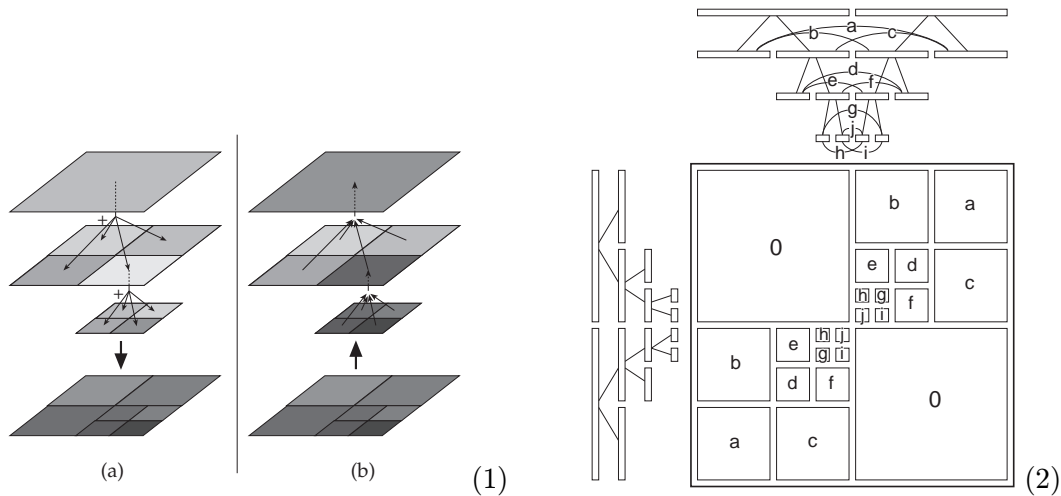 a
b c
d
e f
g
j
h i
+
+
(a) (b) (1)
0 b a
e d c
h g f
j i
b e h j 0
g i
d f
a c
(2)